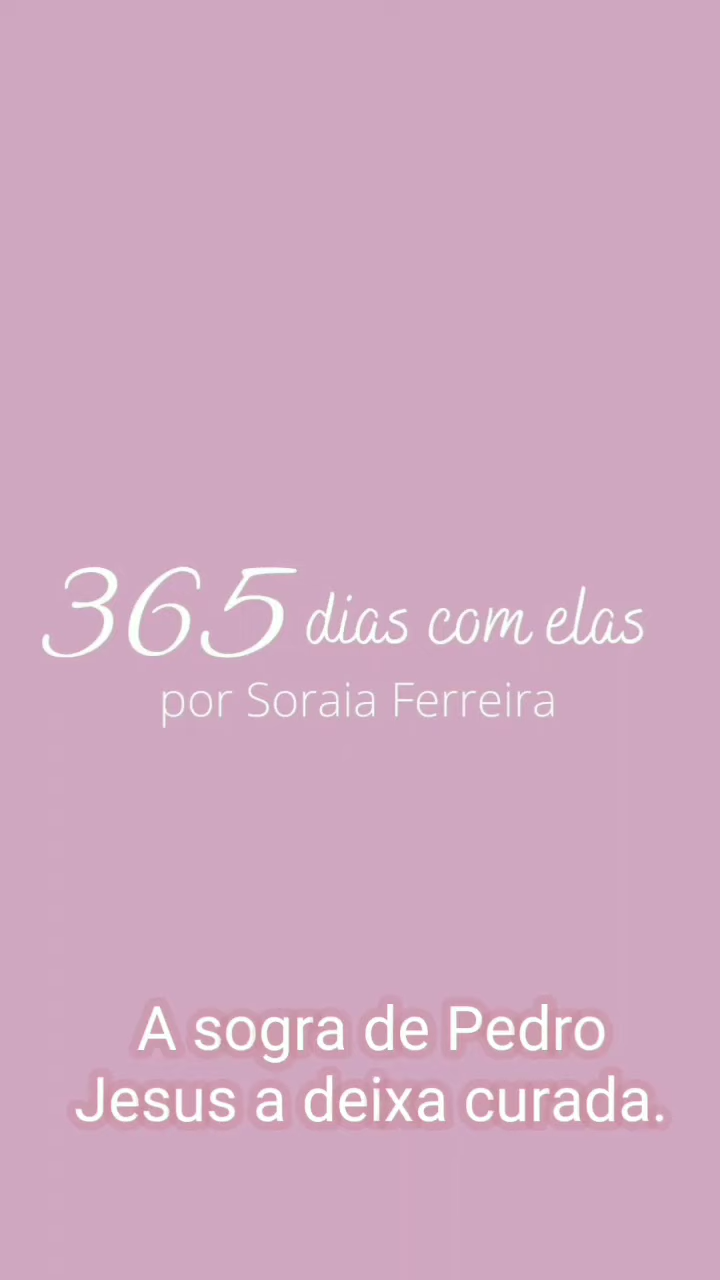 365 dias com elas
por Soraia Ferreira
A sogra de Pedro
Jesus a deixa curada.